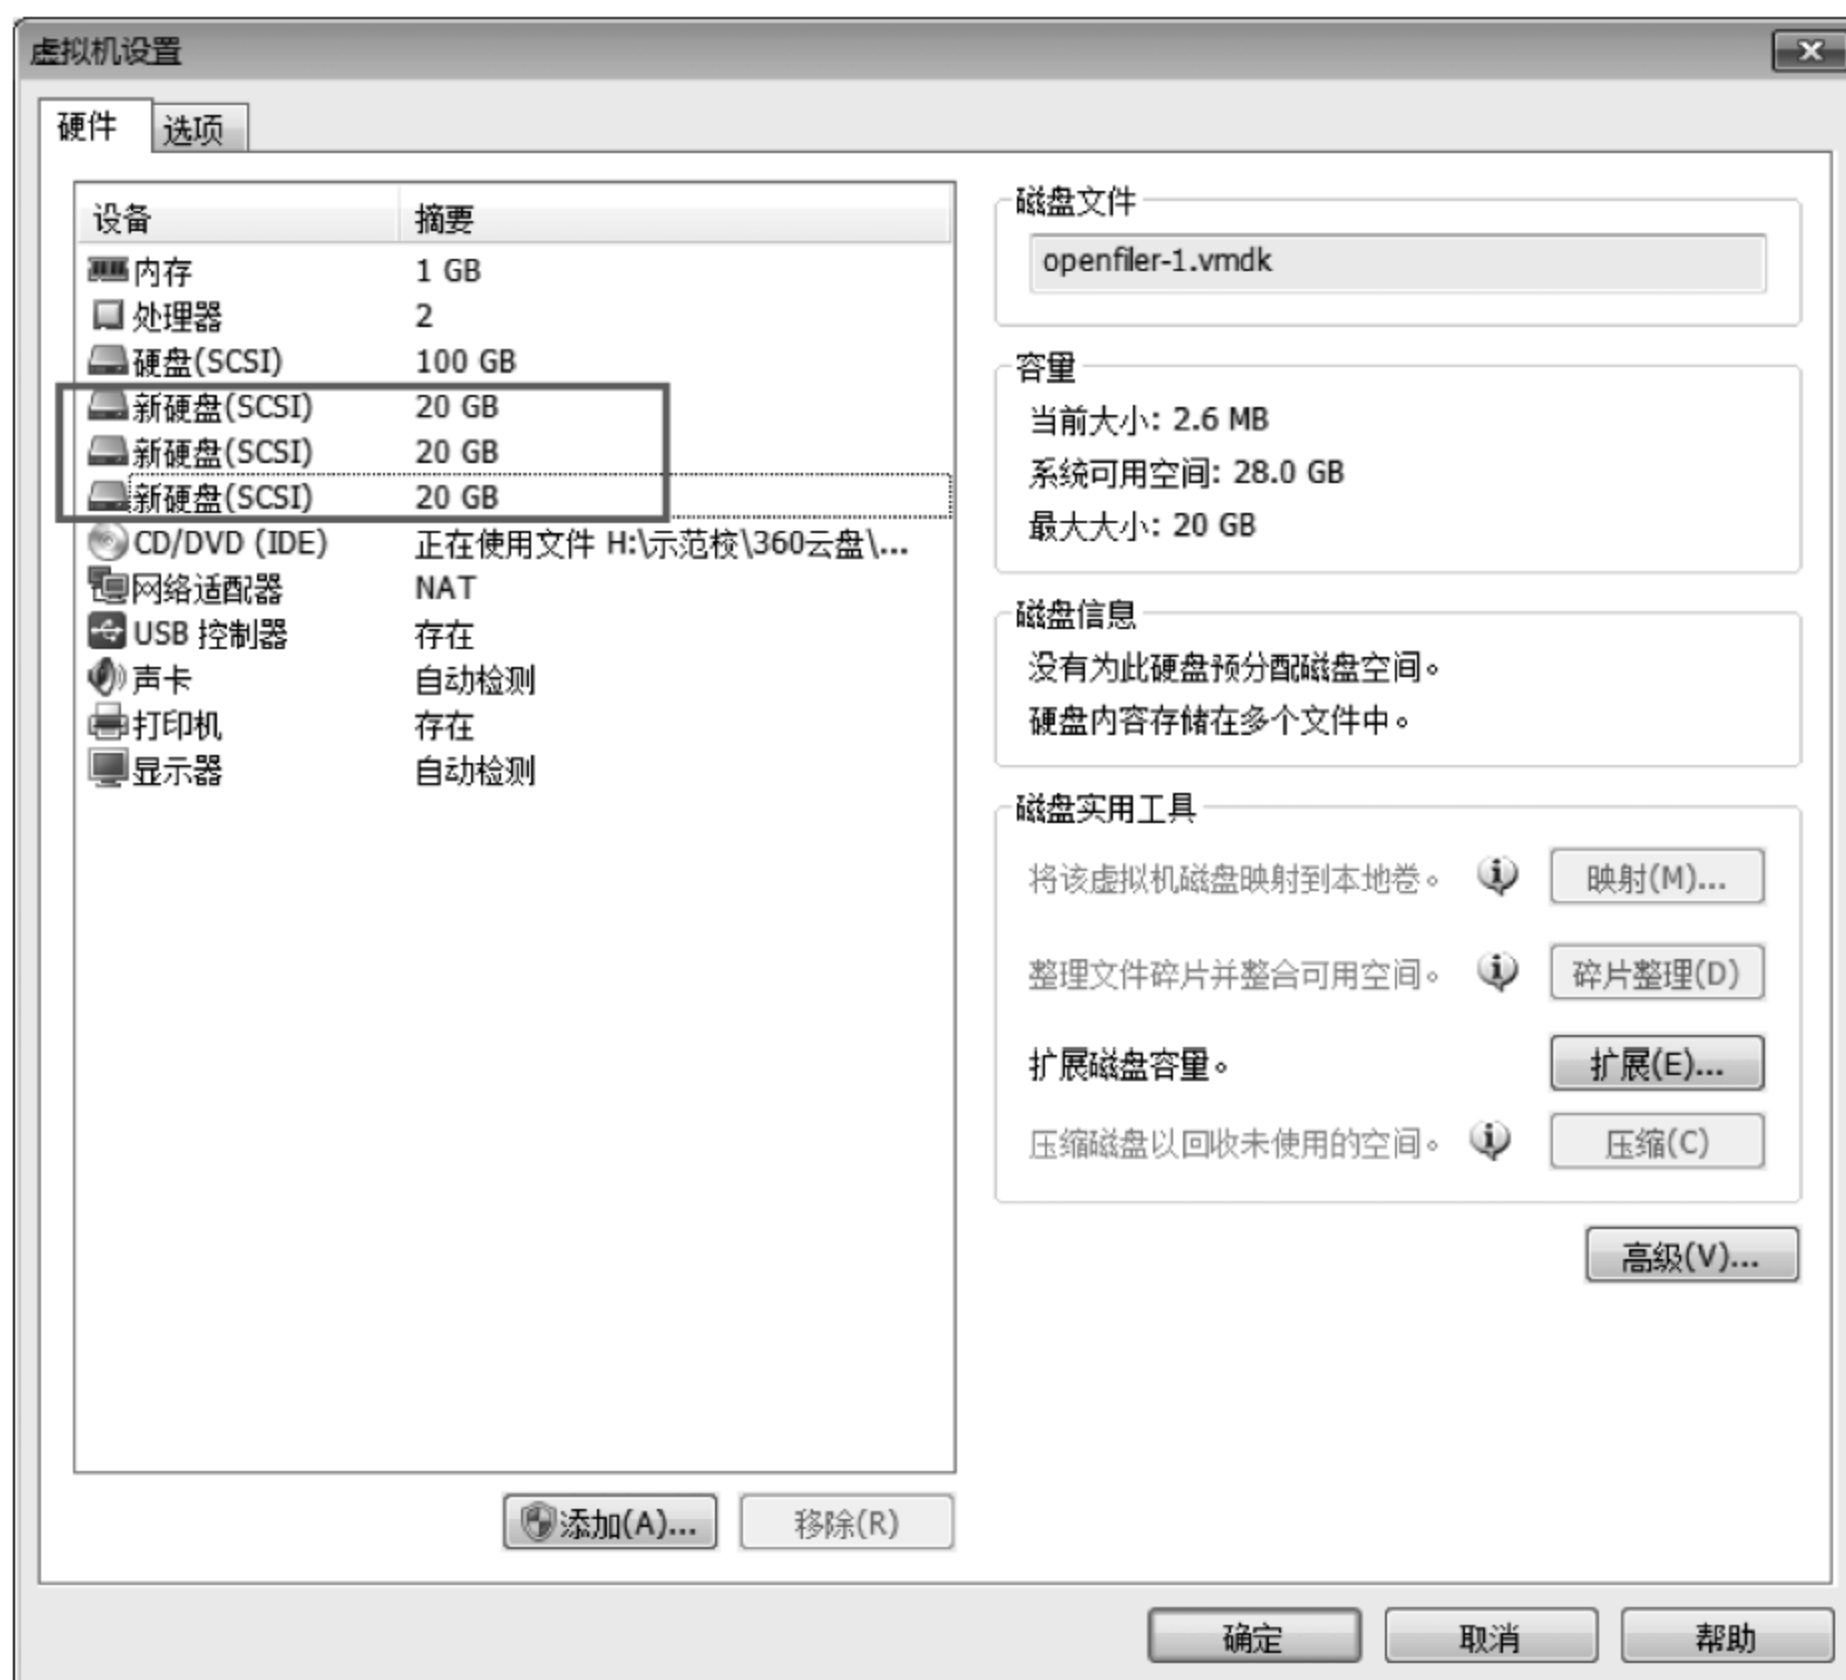 虚拟机设置
硬件 选项
设备 摘要
内存 1 GB
处理器 2
硬盘(SCSI) 100 GB
新硬盘(SCSI) 20 GB
新硬盘(SCSI) 20 GB
新硬盘(SCSI) 20 GB
CD/DVD (IDE) 正在使用文件 H:\示范校\360云盘\...
网络适配器 NAT
USB 控制器 存在
声卡 自动检测
打印机 存在
显示器 自动检测
添加(A)... 移除(R)
磁盘文件
openfiler-1.vmdk
容量
当前大小: 2.6 MB
系统可用空间: 28.0 GB
最大大小: 20 GB
磁盘信息
没有为此硬盘预分配磁盘空间。
硬盘内容存储在多个文件中。
磁盘实用工具
将该虚拟机磁盘映射到本地卷。 映射(M)...
整理文件碎片并整合可用空间。 碎片整理(D)
扩展磁盘容量。 扩展(E)...
压缩磁盘以回收未使用的空间。 压缩(C)
高级(V)...
确定 取消 帮助